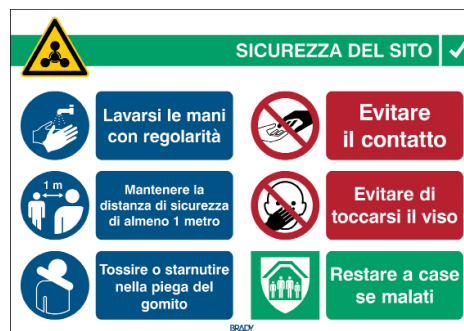 SICUREZZA DEL SITO
Lavarsi le mani
con regolarità
Evitare
il contatto
1 m
Mantenere la
distanza di sicurezza
di almeno 1 metro
Evitare di
toccarsi il viso
Tossire o starnutire
nella piega del
gomito
Restare a case
se malati
BRADY